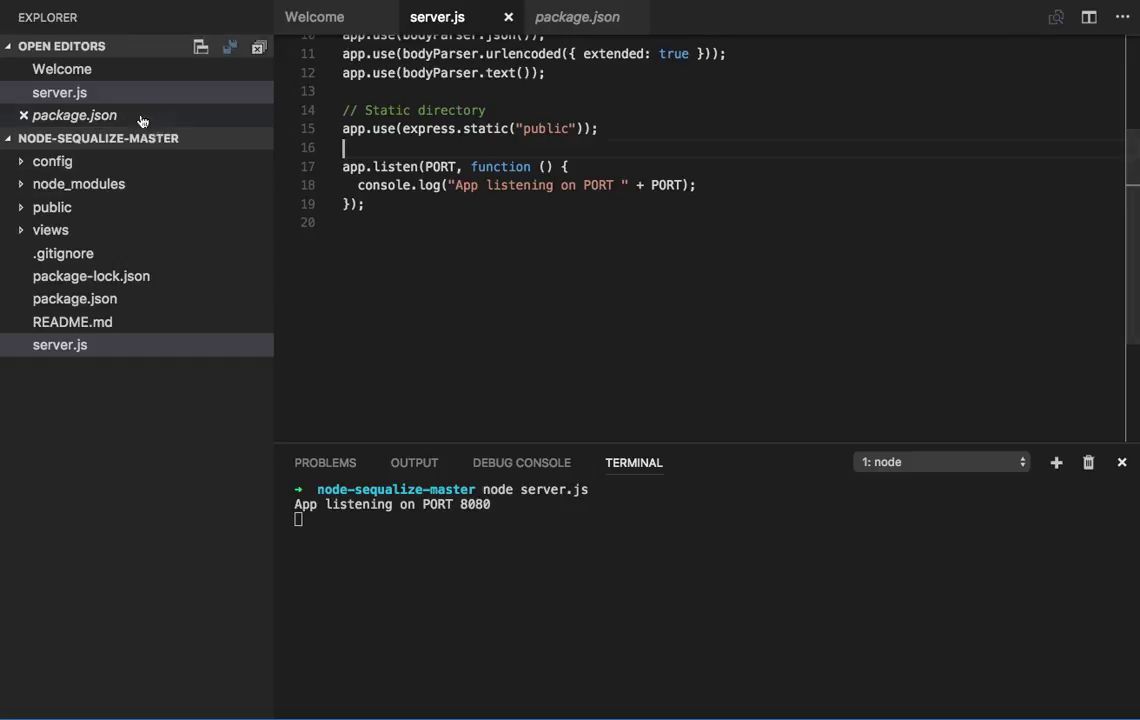 EXPLORER
OPEN EDITORS
Welcome
server.js
package.json
NODE-SEQUALIZE-MASTER
config
node_modules
public
views
.gitignore
package-lock.json
package.json
README.md
server.js
Welcome server.js package.json
10 app.use(bodyParser.json());
11 app.use(bodyParser.urlencoded({ extended: true }));
12 app.use(bodyParser.text());
13
14 // Static directory
15 app.use(express.static("public"));
16
17 app.listen(PORT, function () {
18 console.log("App listening on PORT " + PORT);
19 });
20
PROBLEMS OUTPUT DEBUG CONSOLE TERMINAL 1: node
➜ node-sequalize-master node server.js
App listening on PORT 8080